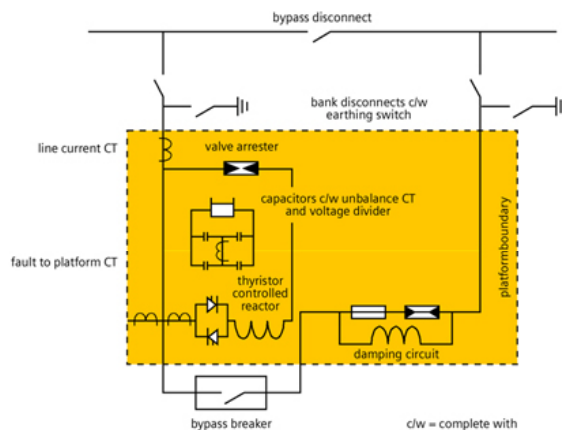 bypass disconnect
bank disconnects c/w
earthing switch
line current CT
valve arrester
capacitors c/w unbalance CT
and voltage divider
fault to platform CT
thyristor
controlled
reactor
platformboundary
damping circuit
bypass breaker
c/w = complete with